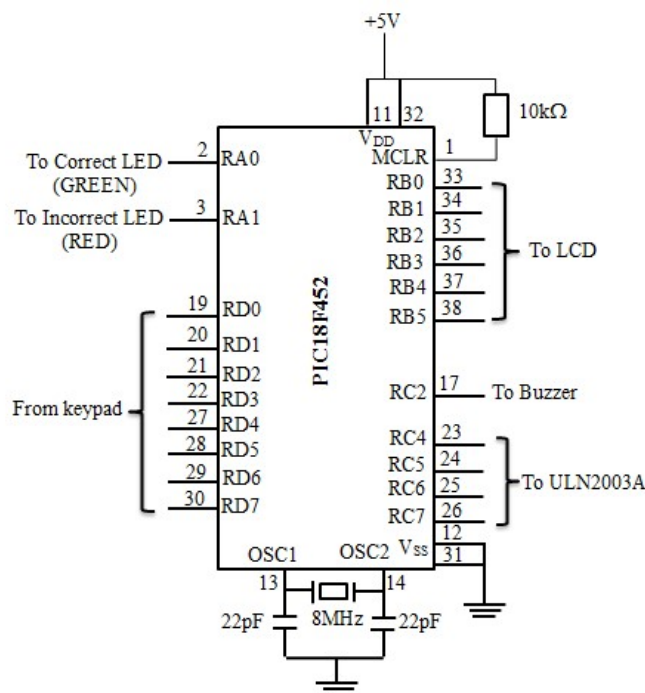 +5V
11 32
10kΩ
VDD
MCLR 1
To Correct LED
(GREEN)
2 RA0
To Incorrect LED
(RED)
3 RA1
RB0 33
RB1 34
RB2 35
RB3 36
RB4 37
RB5 38
To LCD
PIC18F452
From keypad
19 RD0
20 RD1
21 RD2
22 RD3
27 RD4
28 RD5
29 RD6
30 RD7
RC2 17 To Buzzer
RC4 23
RC5 24
RC6 25
RC7 26
To ULN2003A
VSS 12
31
OSC1 OSC2
13 14
22pF 8MHz 22pF